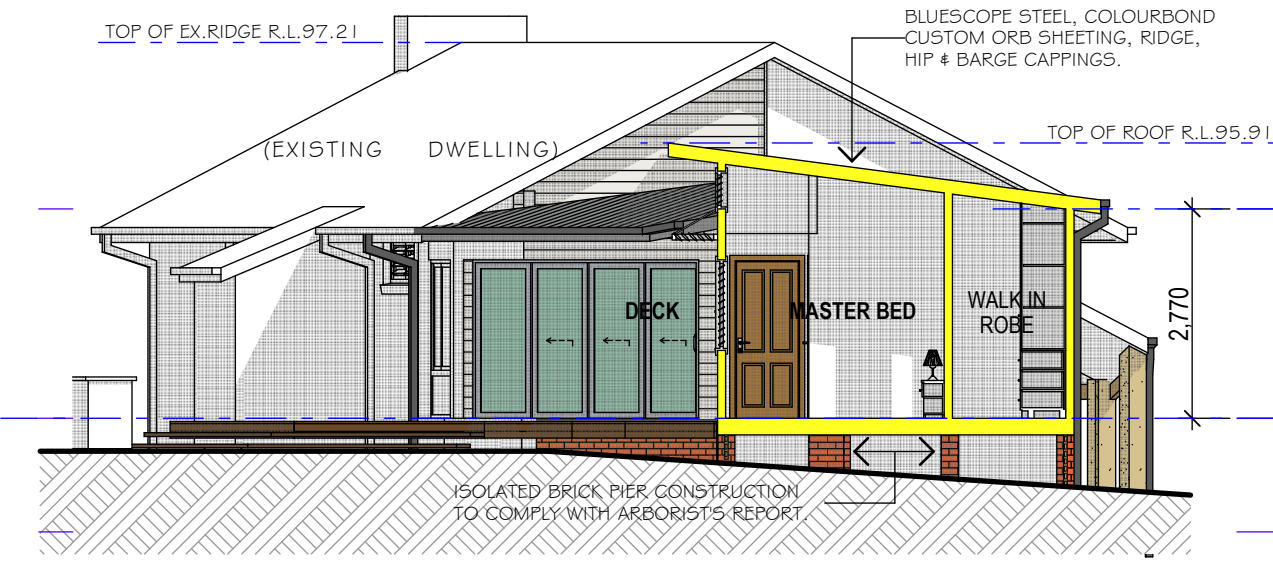 BLUESCOPE STEEL, COLOURBOND
CUSTOM ORB SHEETING, RIDGE,
HIP & BARGE CAPPINGS.
TOP OF EX.RIDGE R.L.97.21
TOP OF ROOF R.L.95.91
(EXISTING DWELLING)
DECK
MASTER BED
WALK IN
ROBE
2,770
ISOLATED BRICK PIER CONSTRUCTION
TO COMPLY WITH ARBORIST'S REPORT.